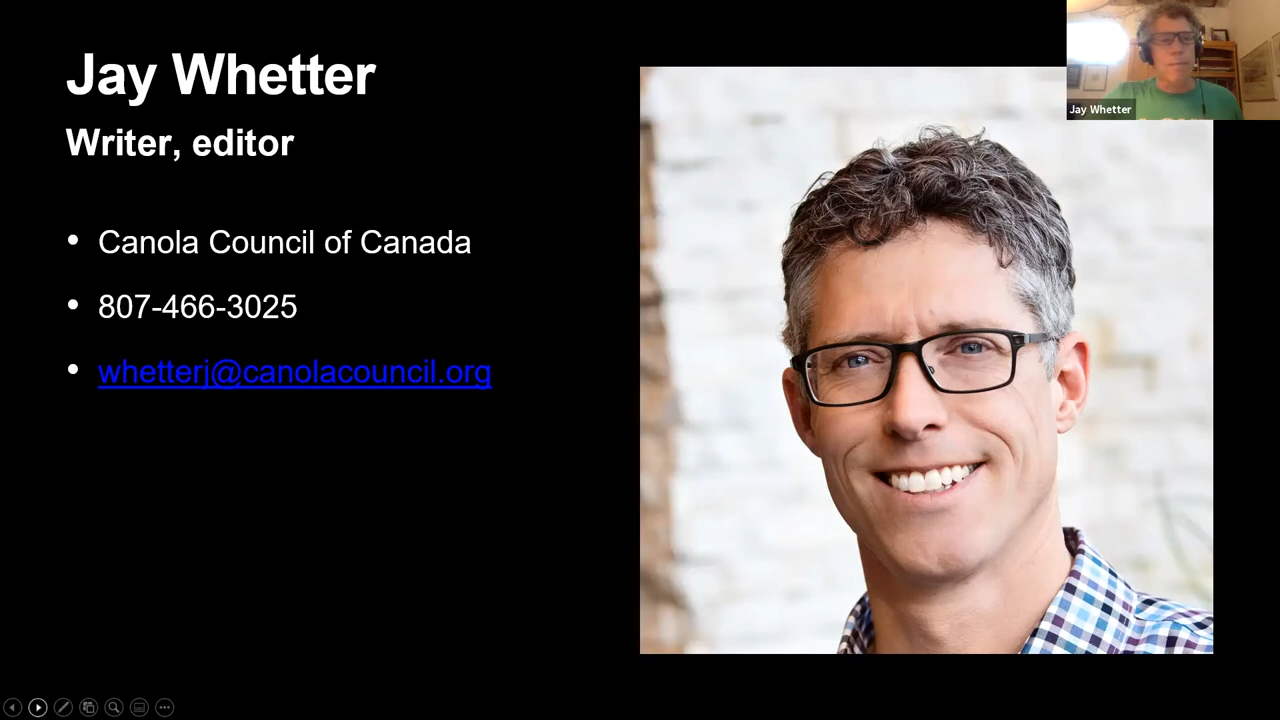 Jay Whetter
Writer, editor
Canola Council of Canada
807-466-3025
whetterj@canolacouncil.org
Jay Whetter